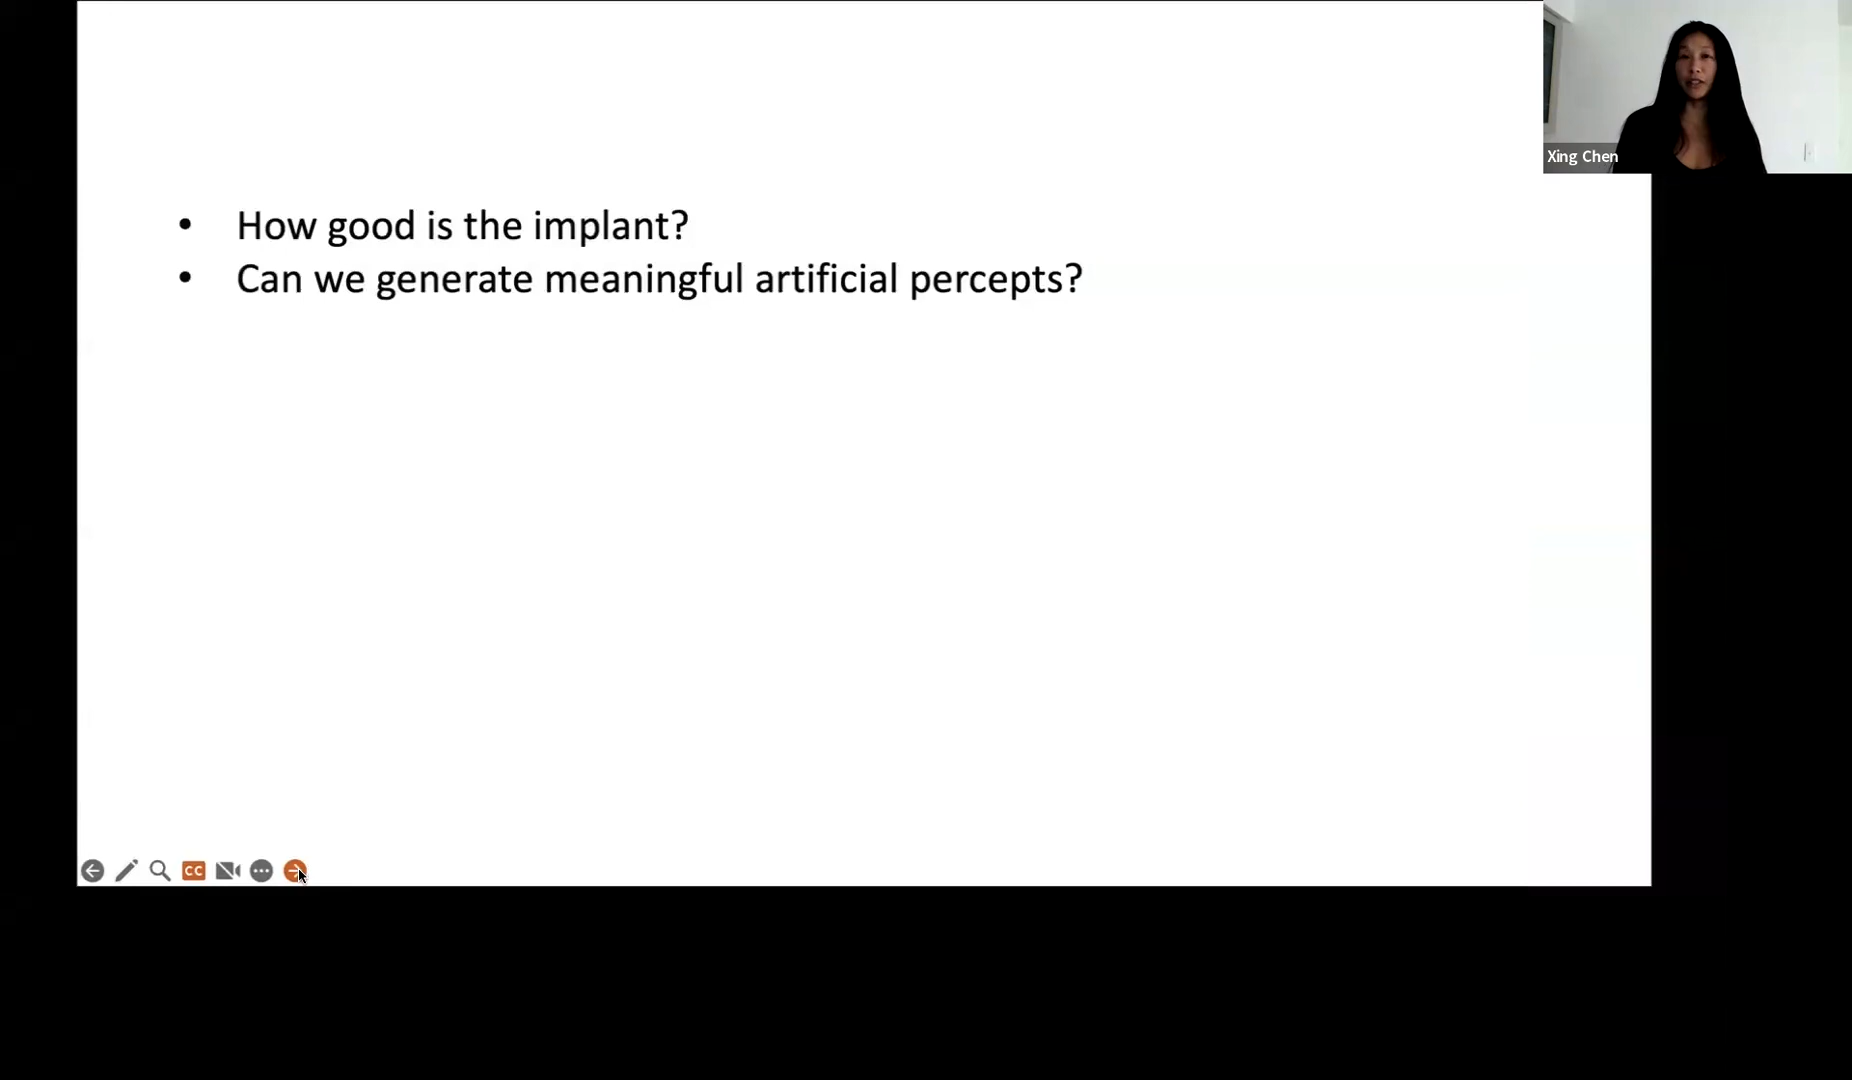 Xing Chen
• How good is the implant?
• Can we generate meaningful artificial percepts?
CC